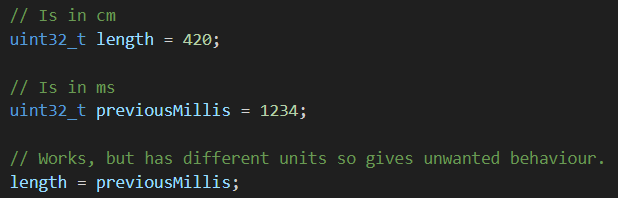 // Is in cm
uint32_t length = 420;
// Is in ms
uint32_t previousMillis = 1234;
// Works, but has different units so gives unwanted behaviour.
length = previousMillis;